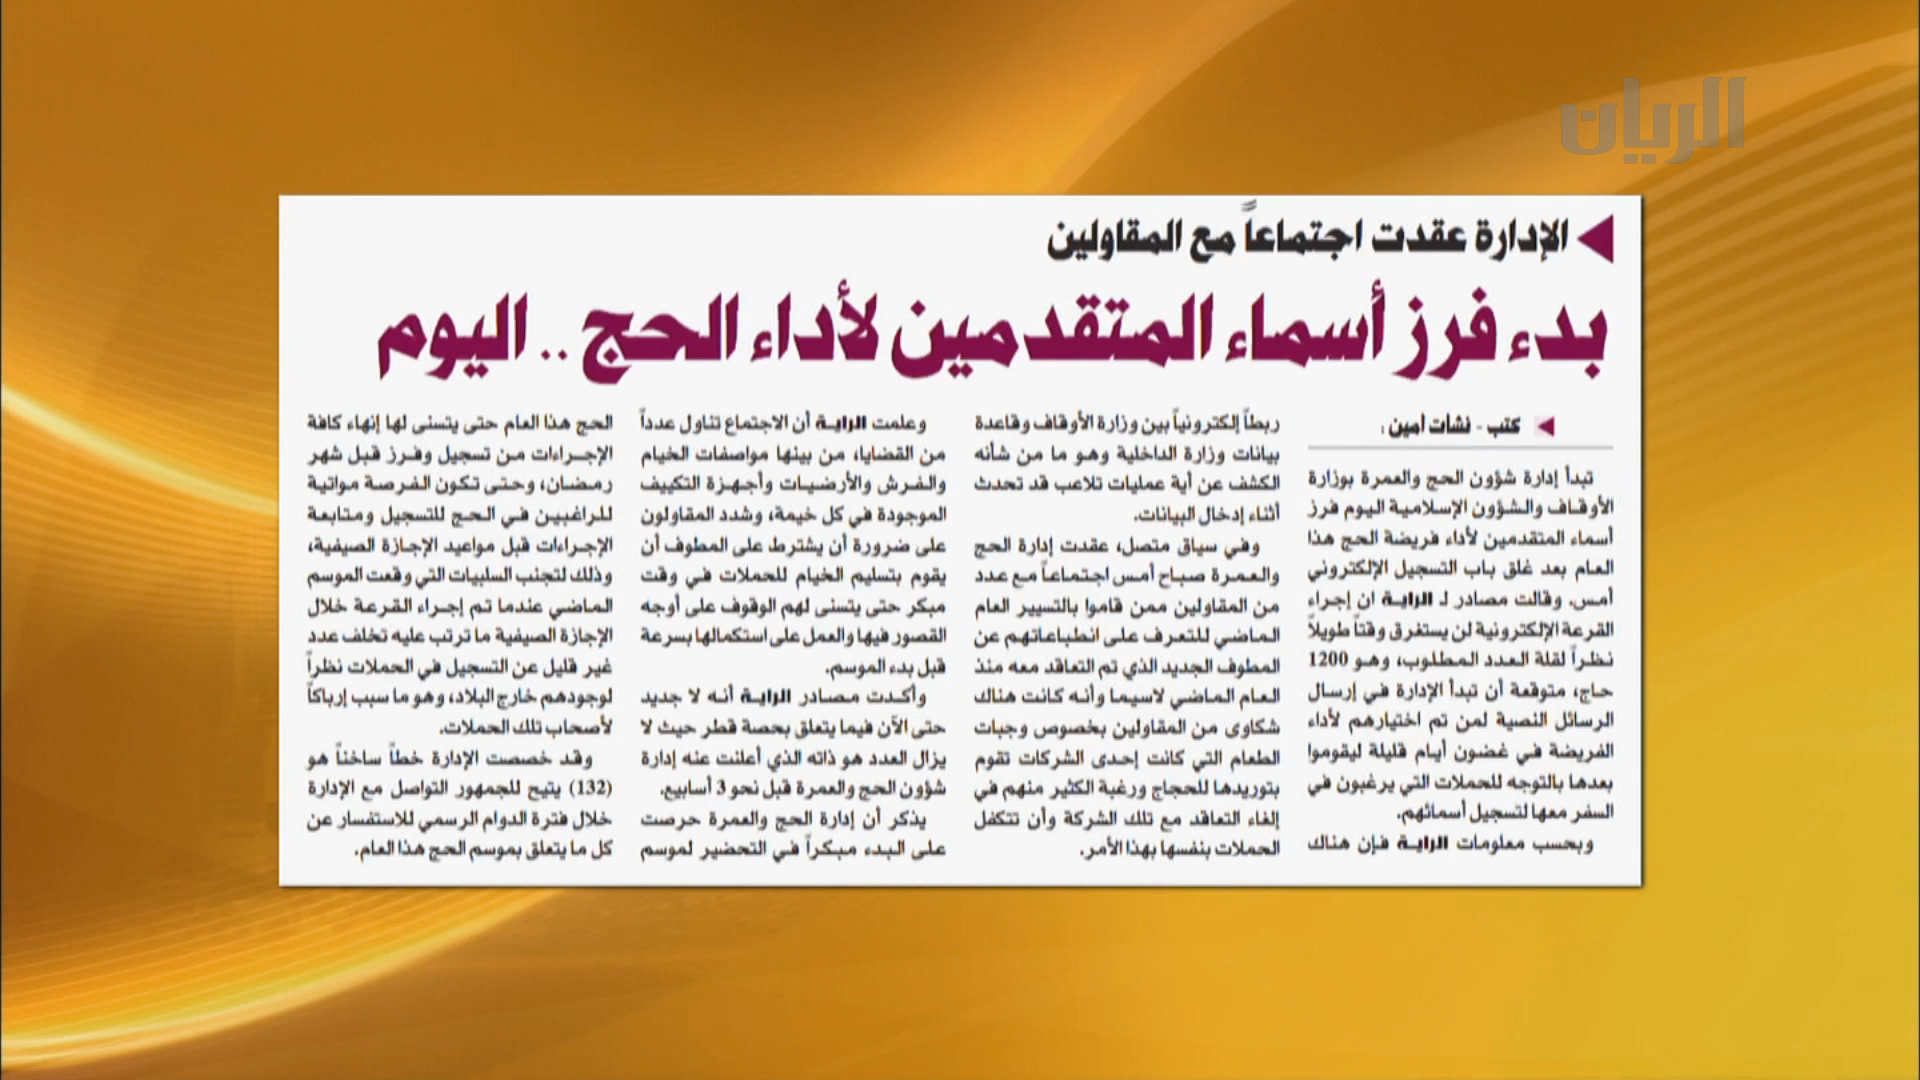 الريان
الإدارة عقدت اجتماعاً مع المقاولين
بدء فرز أسماء المتقدمين لأداء الحج .. اليوم
كتب - نشأت أمين :
تبدأ إدارة شؤون الحج والعمرة بوزارة
الأوقاف والشؤون الإسلامية اليوم فرز
أسماء المتقدمين لأداء فريضة الحج هذا
العام بعد غلق باب التسجيل الإلكتروني
أمس. وقالت مصادر لـ الراية ان إجراء
القرعة الإلكترونية لن يستغرق وقتاً طويلاً
نظراً لقلة العدد المطلوب، وهو 1200
حاج، متوقعة أن تبدأ الإدارة في إرسال
الرسائل النصية لمن تم اختيارهم لأداء
الفريضة في غضون أيام قليلة ليقوموا
بعدها بالتوجه للحملات التي يرغبون في
السفر معها لتسجيل أسمائهم.
وبحسب معلومات الراية فإن هناك
ربطاً إلكترونياً بين وزارة الأوقاف وقاعدة
بيانات وزارة الداخلية وهو ما من شأنه
الكشف عن أية عمليات تلاعب قد تحدث
أثناء إدخال البيانات.
وفي سياق متصل، عقدت إدارة الحج
والعمرة صباح أمس اجتماعاً مع عدد
من المقاولين ممن قاموا بالتسيير العام
الماضي للتعرف على انطباعاتهم عن
المطوف الجديد الذي تم التعاقد معه منذ
العام الماضي لاسيما وأنه كانت هناك
شكاوى من المقاولين بخصوص وجبات
الطعام التي كانت إحدى الشركات تقوم
بتوريدها للحجاج ورغبة الكثير منهم في
إلغاء التعاقد مع تلك الشركة وأن تتكفل
الحملات بنفسها بهذا الأمر.
وعلمت الراية أن الاجتماع تناول عدداً
من القضايا، من بينها مواصفات الخيام
والفرش والأرضيات وأجهزة التكييف
الموجودة في كل خيمة، وشدد المقاولون
على ضرورة أن يشترط على المطوف أن
يقوم بتسليم الخيام للحملات في وقت
مبكر حتى يتسنى لهم الوقوف على أوجه
القصور فيها والعمل على استكمالها بسرعة
قبل بدء الموسم.
وأكدت مصادر الراية أنه لا جديد
حتى الآن فيما يتعلق بحصة قطر حيث لا
يزال العدد هو ذاته الذي أعلنت عنه إدارة
شؤون الحج والعمرة قبل نحو 3 أسابيع.
يذكر أن إدارة الحج والعمرة حرصت
على البدء مبكراً في التحضير لموسم
الحج هذا العام حتى يتسنى لها إنهاء كافة
الإجراءات من تسجيل وفرز قبل شهر
رمضان، وحتى تكون الفرصة مواتية
للراغبين في الحج للتسجيل ومتابعة
الإجراءات قبل مواعيد الإجازة الصيفية،
وذلك لتجنب السلبيات التي وقعت الموسم
الماضي عندما تم إجراء القرعة خلال
الإجازة الصيفية ما ترتب عليه تخلف عدد
غير قليل عن التسجيل في الحملات نظراً
لوجودهم خارج البلاد، وهو ما سبب إرباكاً
لأصحاب تلك الحملات.
وقد خصصت الإدارة خطاً ساخناً هو
(132) يتيح للجمهور التواصل مع الإدارة
خلال فترة الدوام الرسمي للاستفسار عن
كل ما يتعلق بموسم الحج هذا العام.